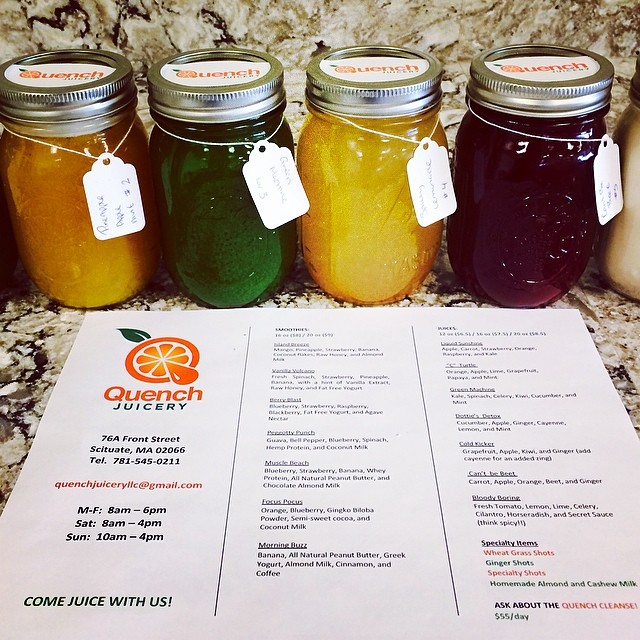 Quench
JUICERY
Quench
JUICERY
Quench
JUICERY
Quench
JUICERY
Pineapple
Apple
Mint # 2
Green
# 3
Spicy
Lemonade
# 4
# 5
Quench
JUICERY
76A Front Street
Scituate, MA 02066
Tel. 781-545-0211
quenchjuiceryllc@gmail.com
M-F: 8am – 6pm
Sat: 8am – 4pm
Sun: 10am – 4pm
COME JUICE WITH US!
SMOOTHIES:
16 oz ($8) / 20 oz ($9)
Island Breeze
Mango, Pineapple, Strawberry, Banana,
Coconut Flakes, Raw Honey, and Almond
Milk
Vanilla Volcano
Fresh Spinach, Strawberry, Pineapple,
Banana, with a hint of Vanilla Extract,
Raw Honey, and Fat Free Yogurt
Berry Blast
Blueberry, Strawberry, Raspberry,
Blackberry, Fat Free Yogurt, and Agave
Nectar
Peggotty Punch
Guava, Bell Pepper, Blueberry, Spinach,
Hemp Protein, and Coconut Milk
Muscle Beach
Blueberry, Strawberry, Banana, Whey
Protein, All Natural Peanut Butter, and
Chocolate Almond Milk
Focus Pocus
Orange, Blueberry, Gingko Biloba
Powder, Semi-sweet cocoa, and
Coconut Milk
Morning Buzz
Banana, All Natural Peanut Butter, Greek
Yogurt, Almond Milk, Cinnamon, and
Coffee
JUICES:
12 oz ($6.5) / 16 oz ($7.5) / 20 oz ($8.5)
Liquid Sunshine
Apple, Carrot, Strawberry, Orange,
Raspberry, and Kale
"C" Turtle
Orange, Apple, Lime, Grapefruit,
Papaya, and Mint
Green Machine
Kale, Spinach, Celery, Kiwi, Cucumber, and
Mint
Dottie's Detox
Cucumber, Apple, Ginger, Cayenne,
Lemon, and Mint
Cold Kicker
Grapefruit, Apple, Kiwi, and Ginger (add
cayenne for an added zing)
Can't be Beet
Carrot, Apple, Orange, Beet, and Ginger
Bloody Boring
Fresh Tomato, Lemon, Lime, Celery,
Cilantro, Horseradish, and Secret Sauce
(think spicy!!)
Specialty Items
Wheat Grass Shots
Ginger Shots
Specialty Shots
Homemade Almond and Cashew Milk
ASK ABOUT THE QUENCH CLEANSE!
$55/day